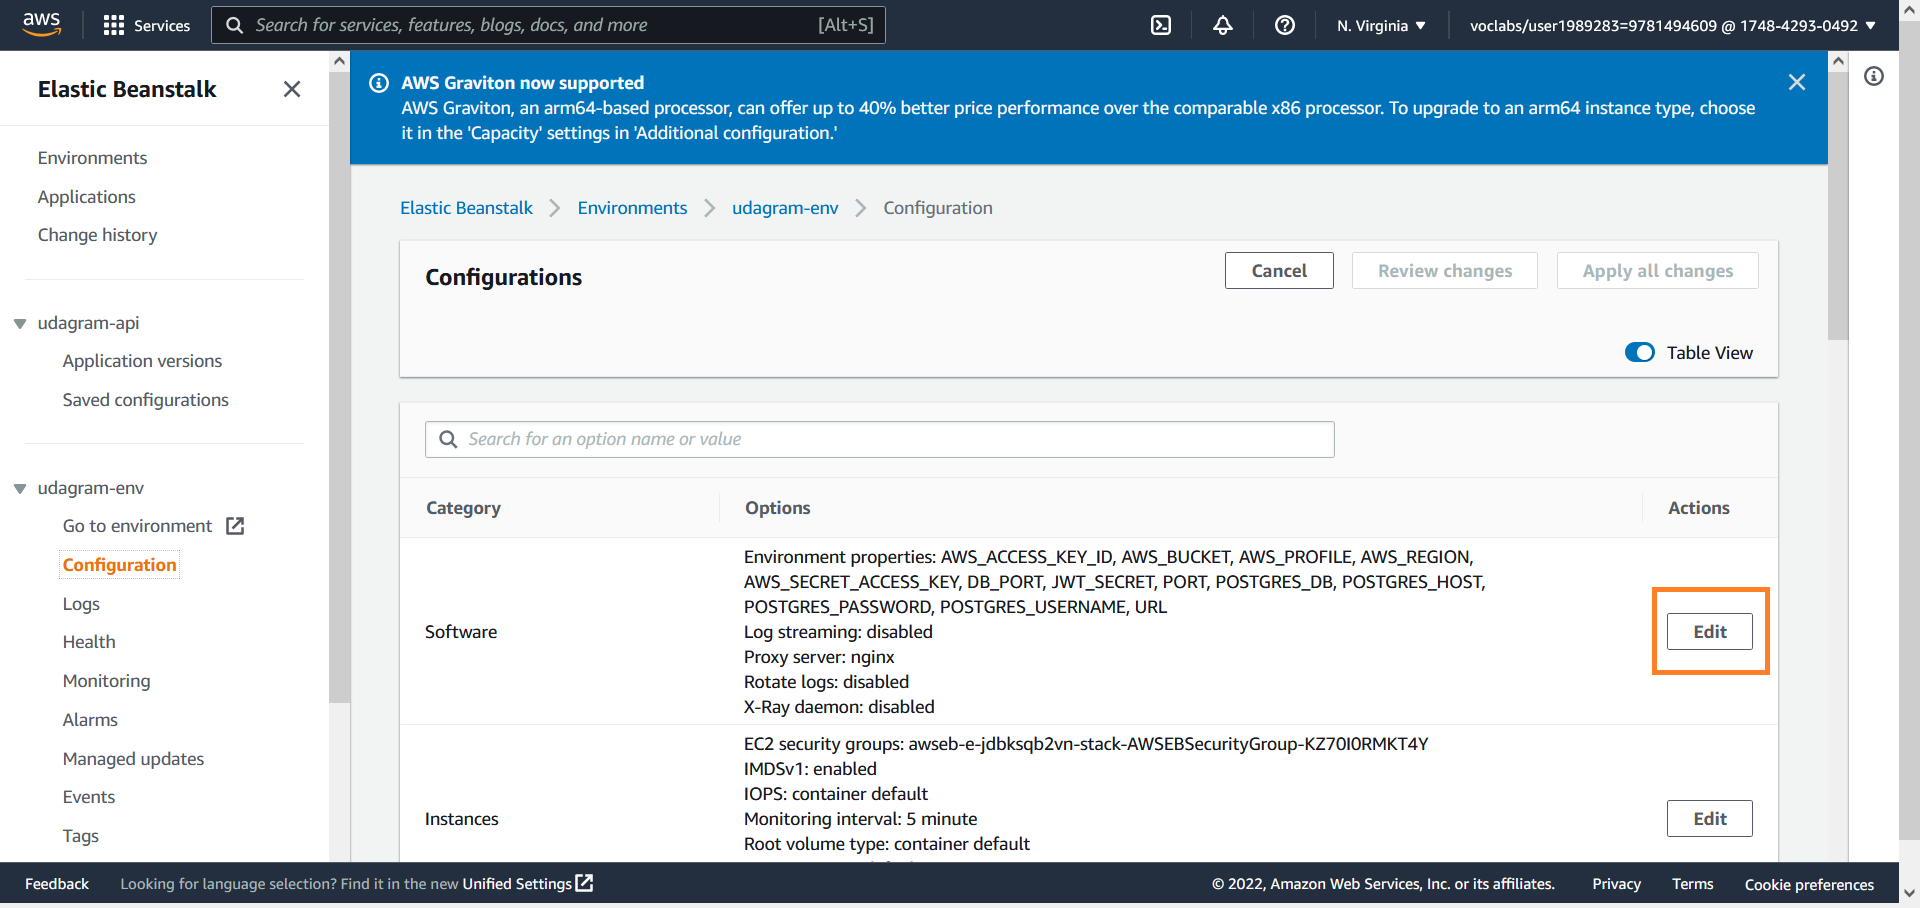 aws
Services
Search for services, features, blogs, docs, and more
[Alt+S]
N. Virginia
voclabs/user1989283=9781494609 @ 1748-4293-0492
Elastic Beanstalk
Environments
Applications
Change history
udagram-api
Application versions
Saved configurations
udagram-env
Go to environment
Configuration
Logs
Health
Monitoring
Alarms
Managed updates
Events
Tags
AWS Graviton now supported
AWS Graviton, an arm64-based processor, can offer up to 40% better price performance over the comparable x86 processor. To upgrade to an arm64 instance type, choose
it in the 'Capacity' settings in 'Additional configuration.'
Elastic Beanstalk
Environments
udagram-env
Configuration
Configurations
Cancel
Review changes
Apply all changes
Table View
Search for an option name or value
Category
Options
Actions
Software
Environment properties: AWS_ACCESS_KEY_ID, AWS_BUCKET, AWS_PROFILE, AWS_REGION,
AWS_SECRET_ACCESS_KEY, DB_PORT, JWT_SECRET, PORT, POSTGRES_DB, POSTGRES_HOST,
POSTGRES_PASSWORD, POSTGRES_USERNAME, URL
Log streaming: disabled
Proxy server: nginx
Rotate logs: disabled
X-Ray daemon: disabled
Edit
Instances
EC2 security groups: awseb-e-jdbksqb2vn-stack-AWSEBSecurityGroup-KZ70I0RMKT4Y
IMDSv1: enabled
IOPS: container default
Monitoring interval: 5 minute
Root volume type: container default
Edit
Feedback
Looking for language selection? Find it in the new Unified Settings
© 2022, Amazon Web Services, Inc. or its affiliates.
Privacy
Terms
Cookie preferences